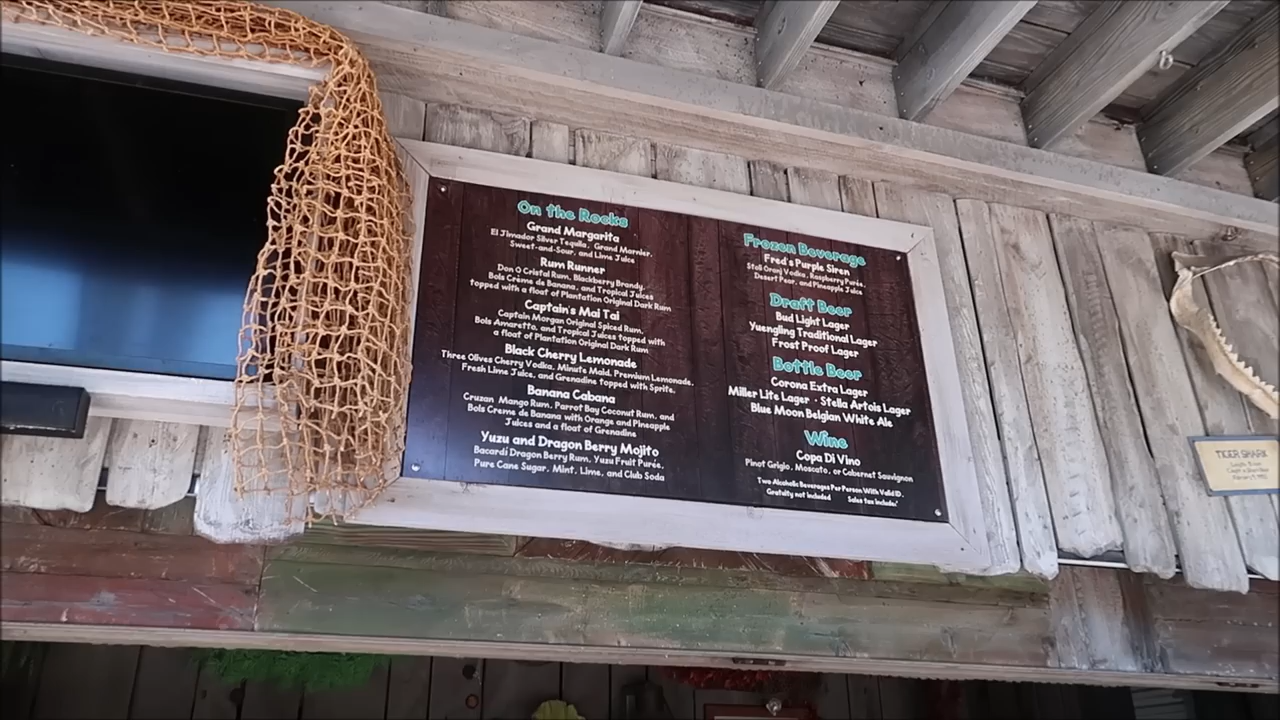 On the Rocks
Grand Margarita
El Jimador Silver Tequila, Grand Marnier,
Sweet-and-Sour, and Lime Juice
Rum Runner
Don Q Cristal Rum, Blackberry Brandy,
Bols Crème de Banana, and Tropical Juices
topped with a float of Plantation Original Dark Rum
Captain's Mai Tai
Captain Morgan Original Spiced Rum,
Bols Amaretto, and Tropical Juices topped with
a float of Plantation Original Dark Rum
Black Cherry Lemonade
Three Olives Cherry Vodka, Minute Maid, Premium Lemonade,
Fresh Lime Juice, and Grenadine topped with Sprite.
Banana Cabana
Cruzan Mango Rum, Parrot Bay Coconut Rum, and
Bols Creme de Banana with Orange and Pineapple
Juices and a float of Grenadine
Yuzu and Dragon Berry Mojito
Bacardi Dragon Berry Rum, Yuzu Fruit Purée,
Pure Cane Sugar, Mint, Lime, and Club Soda
Frozen Beverage
Fred's Purple Siren
Stoli Oranj Vodka, Raspberry Purée,
Desert Pear, and Pineapple Juice
Draft Beer
Bud Light Lager
Yuengling Traditional Lager
Frost Proof Lager
Bottle Beer
Corona Extra Lager
Miller Lite Lager · Stella Artois Lager
Blue Moon Belgian White Ale
Wine
Copa Di Vino
Pinot Grigio, Moscato, or Cabernet Sauvignon
Two Alcoholic Beverages Per Person With Valid ID.
Gratuity not included Sales tax included
TIGER SHARK